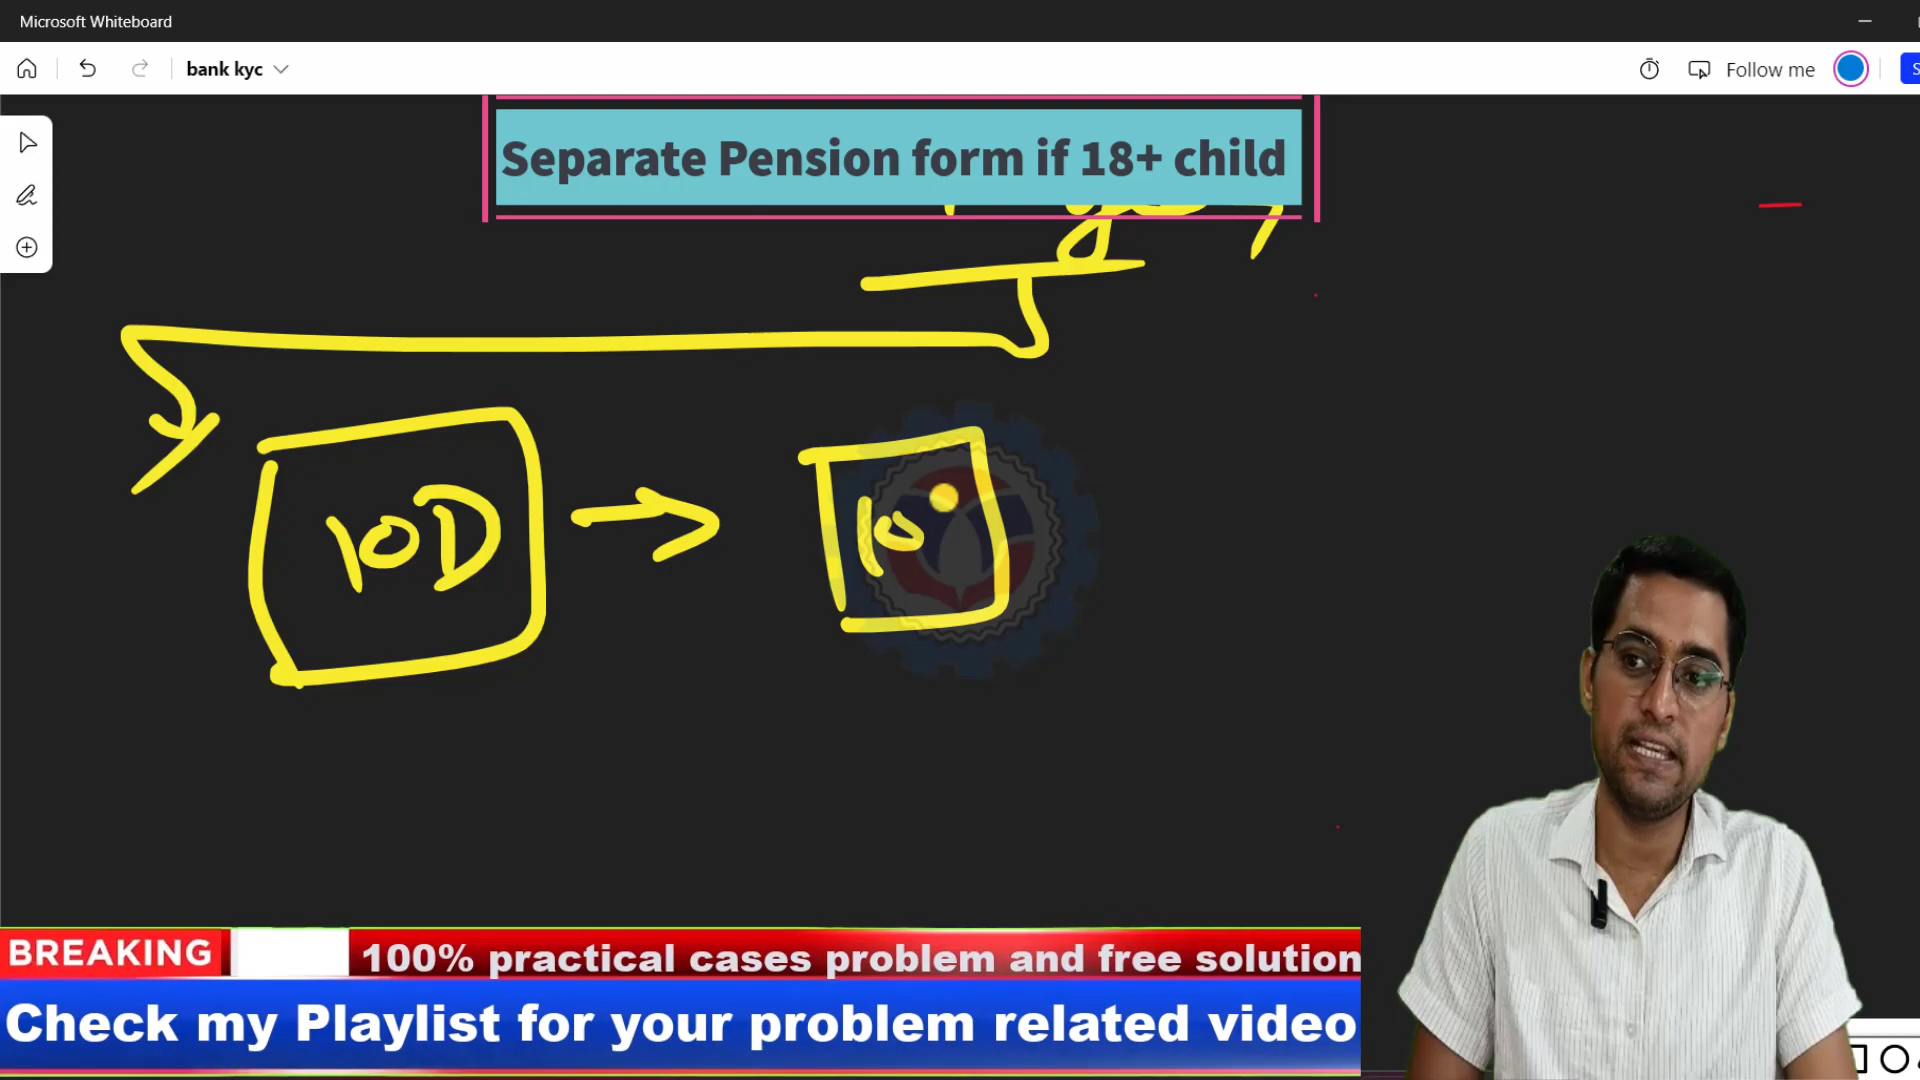 Microsoft Whiteboard
bank kyc
Follow me
Separate Pension form if 18+ child
10D
10
BREAKING
100% practical cases problem and free solution
Check my Playlist for your problem related video